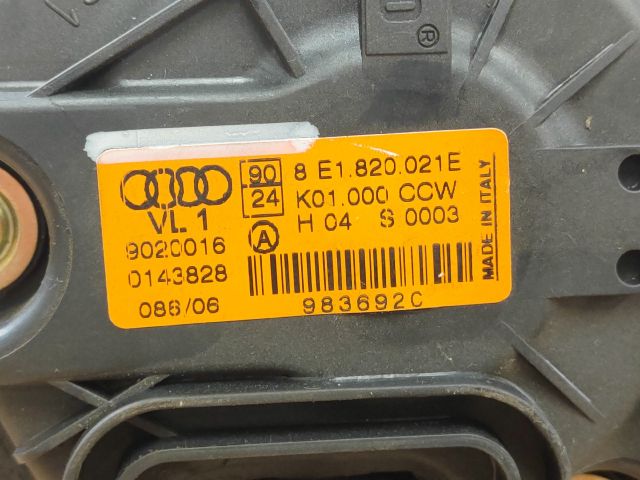 ®
90 8 E1.820.021E
24 K01.000 CCW
VL 1
A H 04 S 0003
9020016
0143828
086/06
983692C
MADE IN ITALY